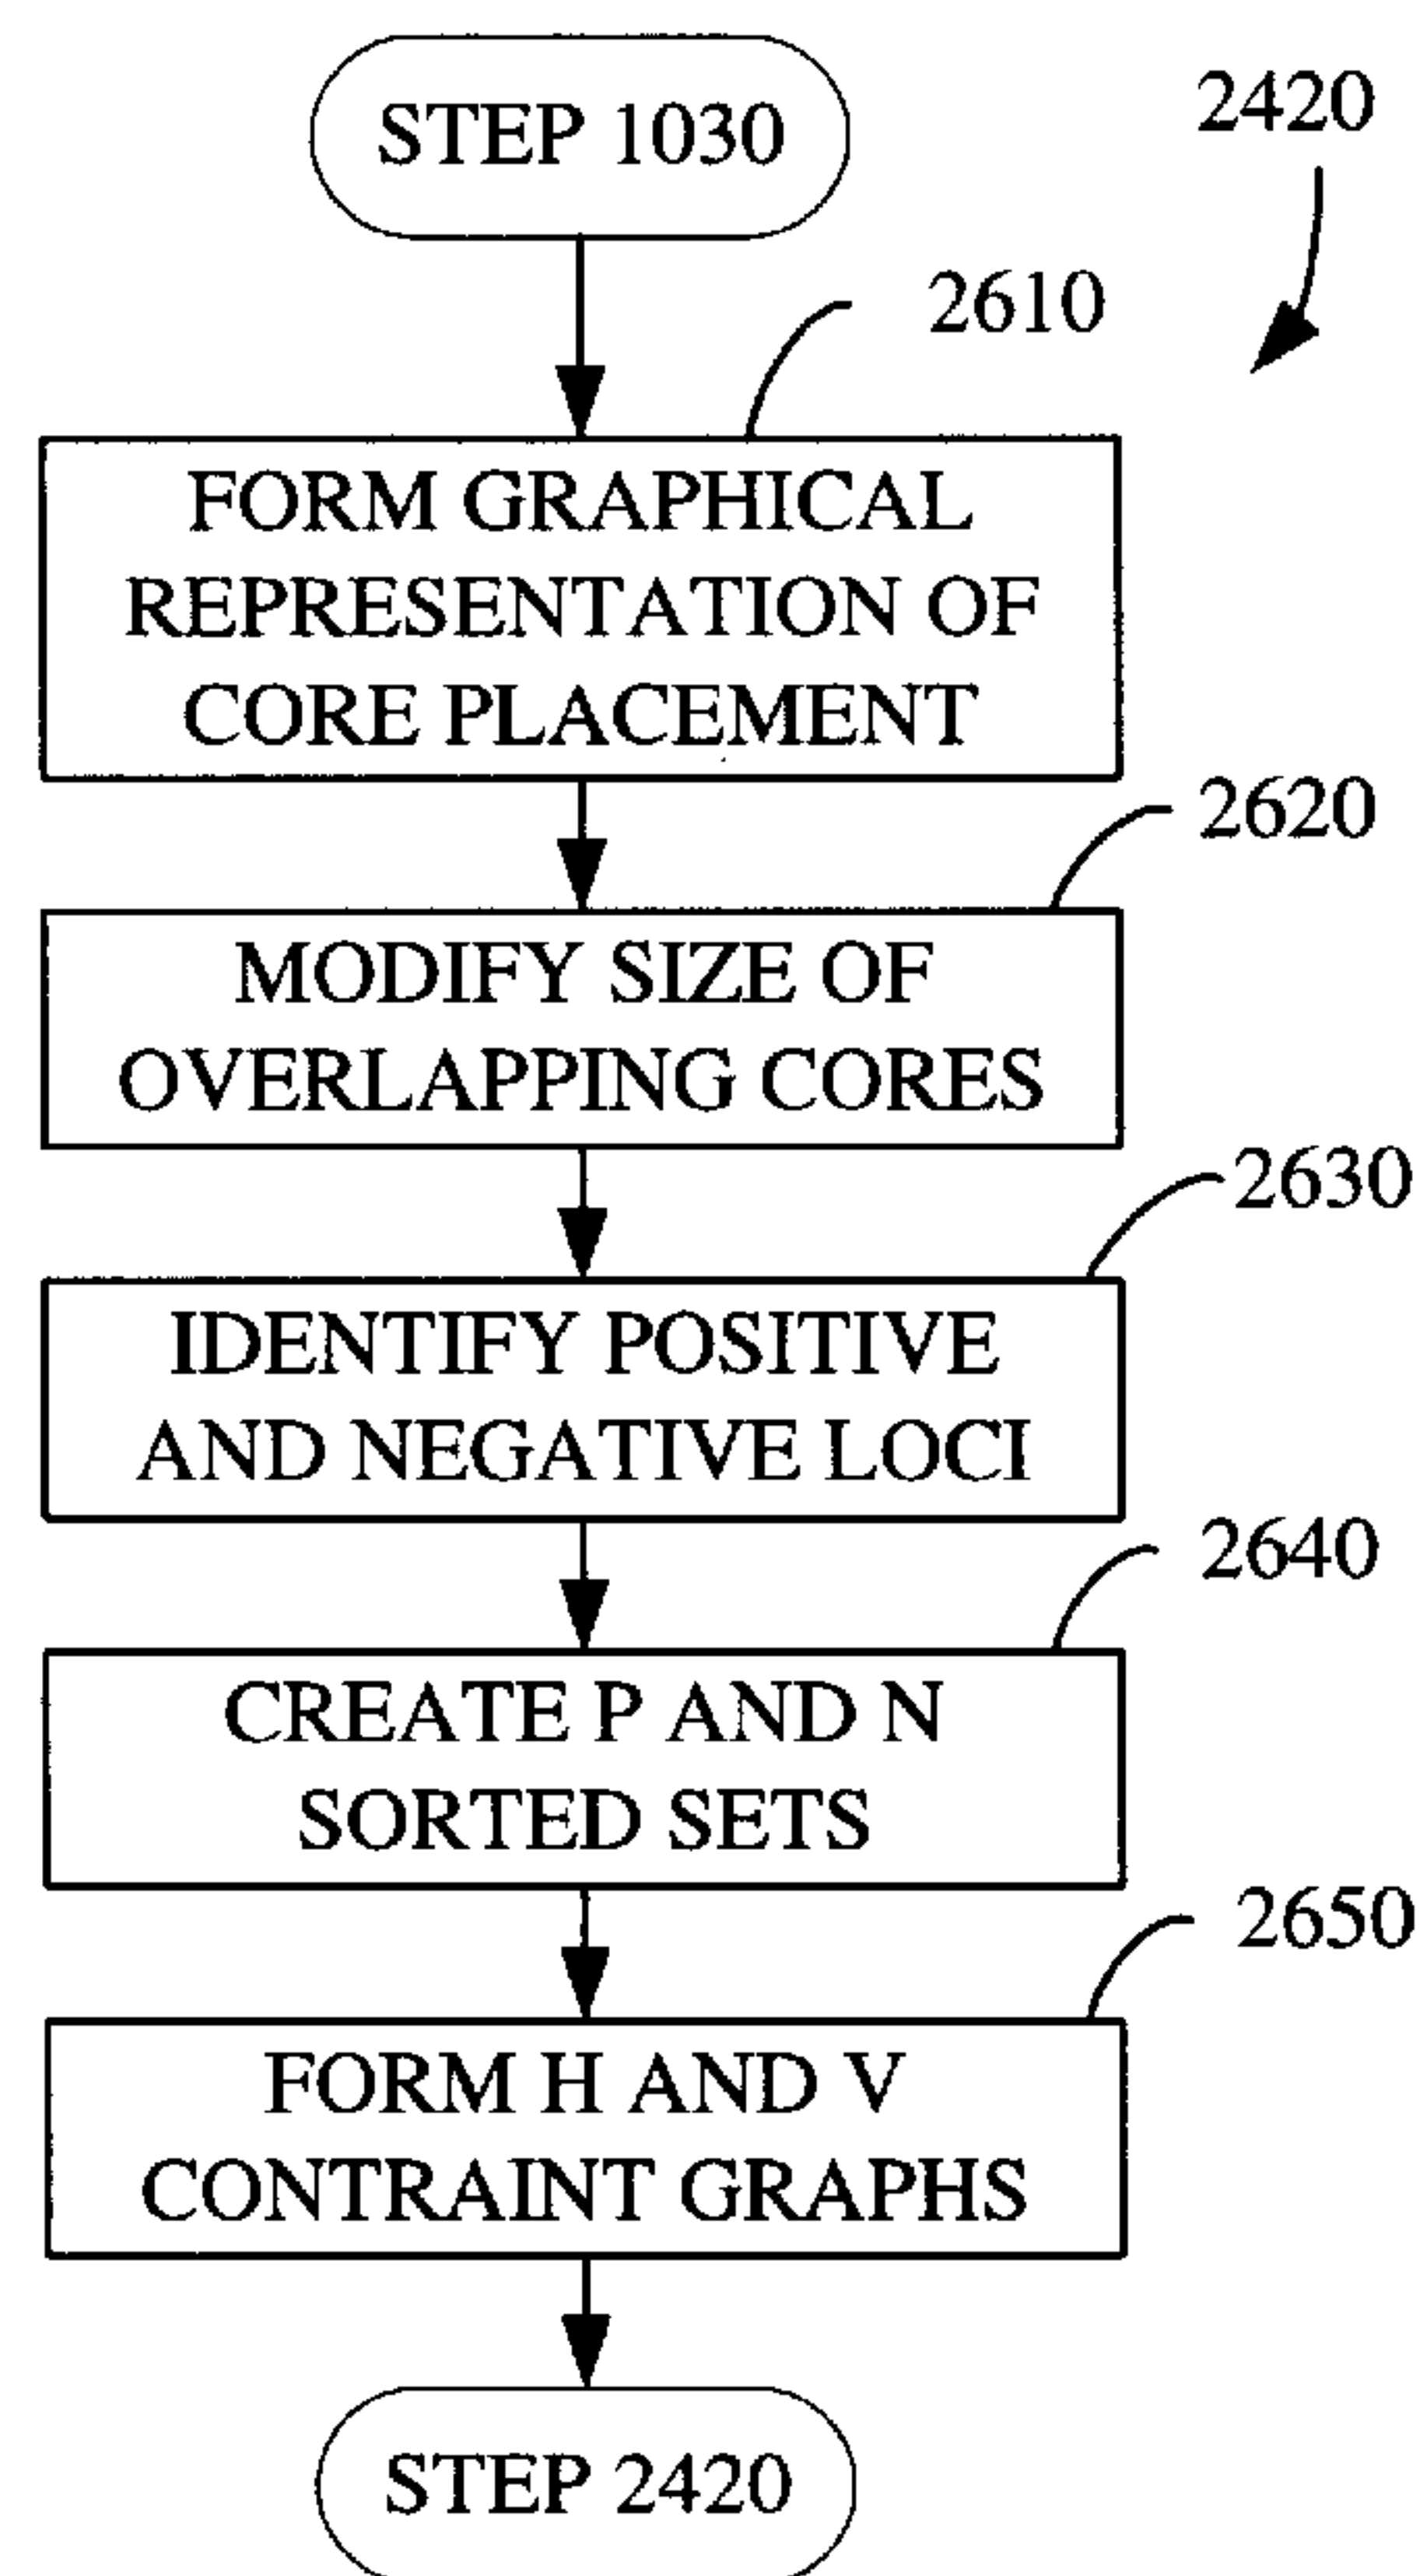 STEP 1030
2420
2610
FORM GRAPHICAL
REPRESENTATION OF
CORE PLACEMENT
2620
MODIFY SIZE OF
OVERLAPPING CORES
2630
IDENTIFY POSITIVE
AND NEGATIVE LOCI
2640
CREATE P AND N
SORTED SETS
2650
FORM H AND V
CONTRAINT GRAPHS
STEP 2420